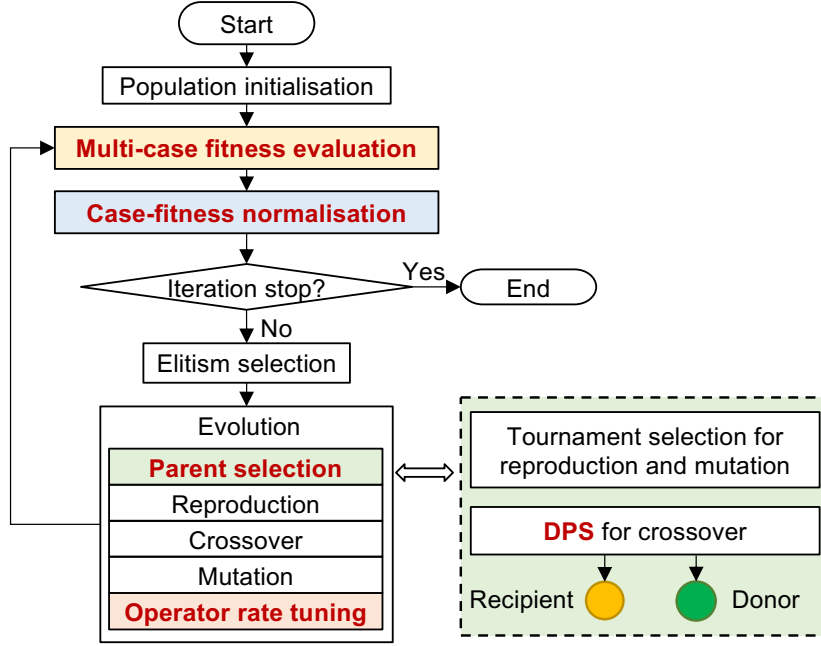 Start
Population initialisation
Multi-case fitness evaluation
Case-fitness normalisation
Iteration stop?
Yes
End
No
Elitism selection
Evolution
Parent selection
Reproduction
Crossover
Mutation
Operator rate tuning
Tournament selection for
reproduction and mutation
DPS for crossover
Recipient
Donor